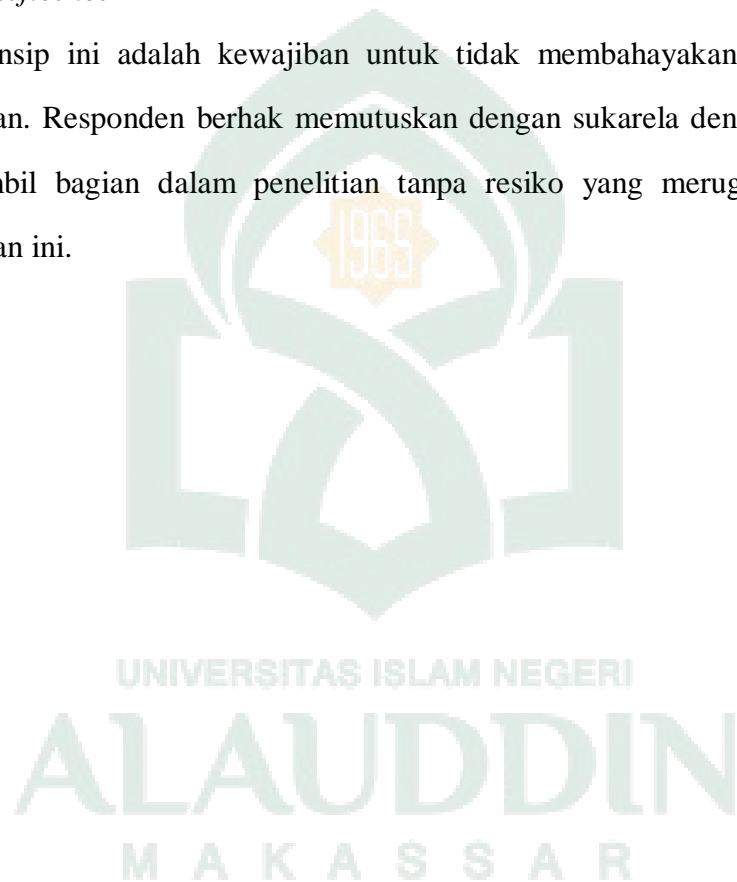 nsip ini adalah kewajiban untuk tidak membahayakan
an. Responden berhak memutuskan dengan sukarela den
nbil bagian dalam penelitian tanpa resiko yang merug
an ini.
1965
UNIVERSITAS ISLAM NEGERI
ALAUDDIN
MAKASSAR